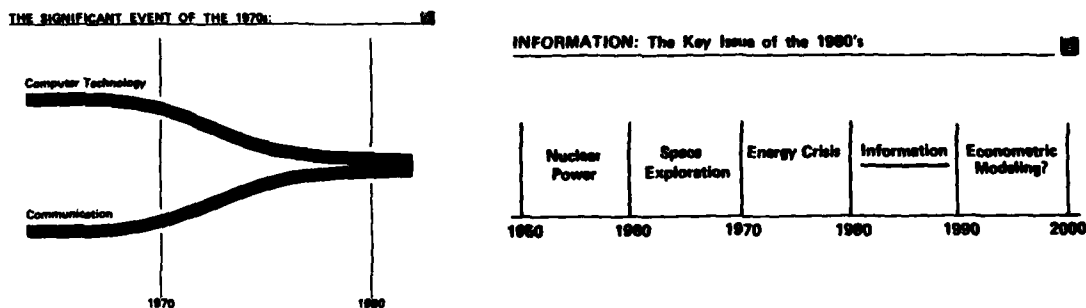 THE SIGNIFICANT EVENT OF THE 1970s:
Computer Technology
Communication
1970
1980
INFORMATION: The Key Issue of the 1980's
Nuclear
Power
Space
Exploration
Energy Crisis
Information
Econometric
Modeling?
1950
1960
1970
1980
1990
2000